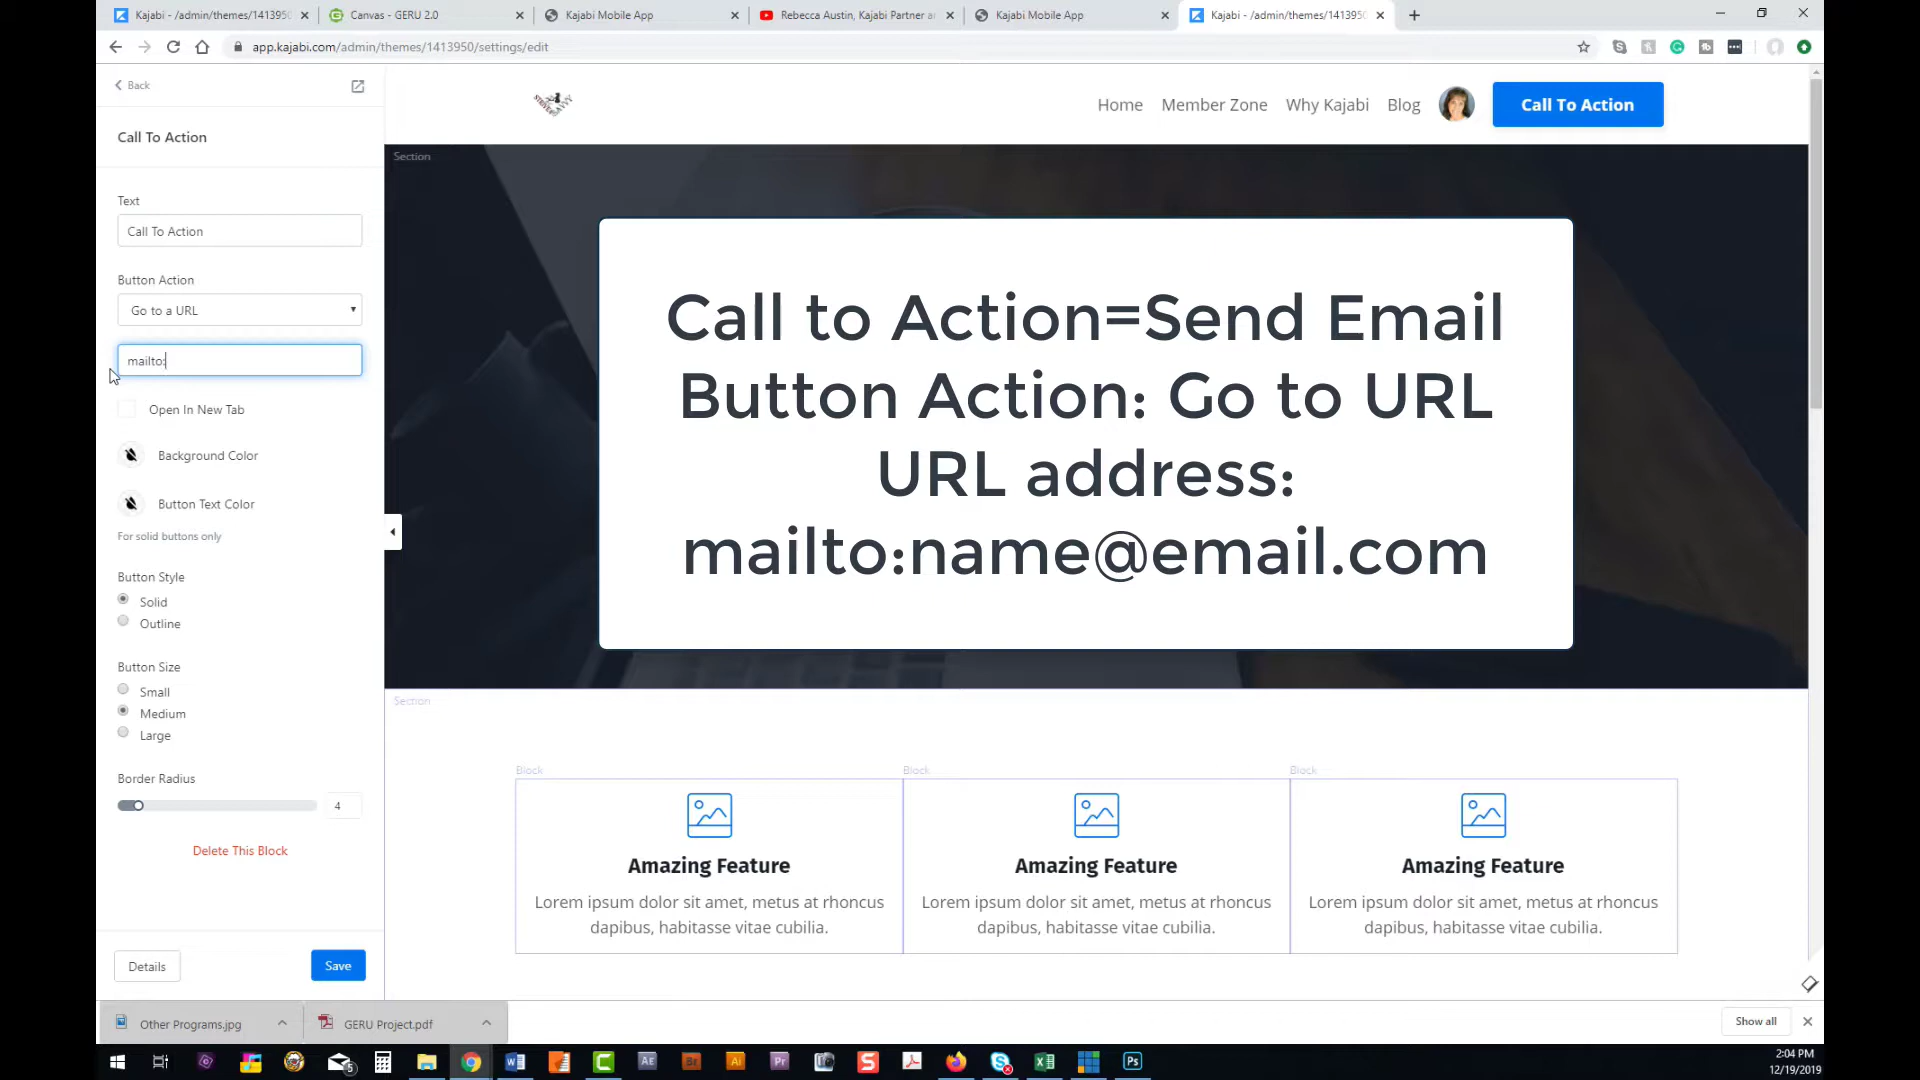 Kajabi - /admin/themes/1413950
Canvas - GERU 2.0
Kajabi Mobile App
Rebecca Austin, Kajabi Partner a
Kajabi Mobile App
Kajabi - /admin/themes/1413950
app.kajabi.com/admin/themes/1413950/settings/edit
Back
Call To Action
Text
Call To Action
Button Action
Go to a URL
mailto:
Open In New Tab
Background Color
Button Text Color
For solid buttons only
Button Style
Solid
Outline
Button Size
Small
Medium
Large
Border Radius
4
Delete This Block
Details
Save
Home
Member Zone
Why Kajabi
Blog
Call To Action
Section
Call to Action=Send Email
Button Action: Go to URL
URL address:
mailto:name@email.com
Section
Block
Block
Block
Amazing Feature
Lorem ipsum dolor sit amet, metus at rhoncus
dapibus, habitasse vitae cubilia.
Amazing Feature
Lorem ipsum dolor sit amet, metus at rhoncus
dapibus, habitasse vitae cubilia.
Amazing Feature
Lorem ipsum dolor sit amet, metus at rhoncus
dapibus, habitasse vitae cubilia.
Other Programs.jpg
GERU Project.pdf
Show all
5
Ae
Br
Ai
Pr
Ps
2:04 PM
12/19/2019